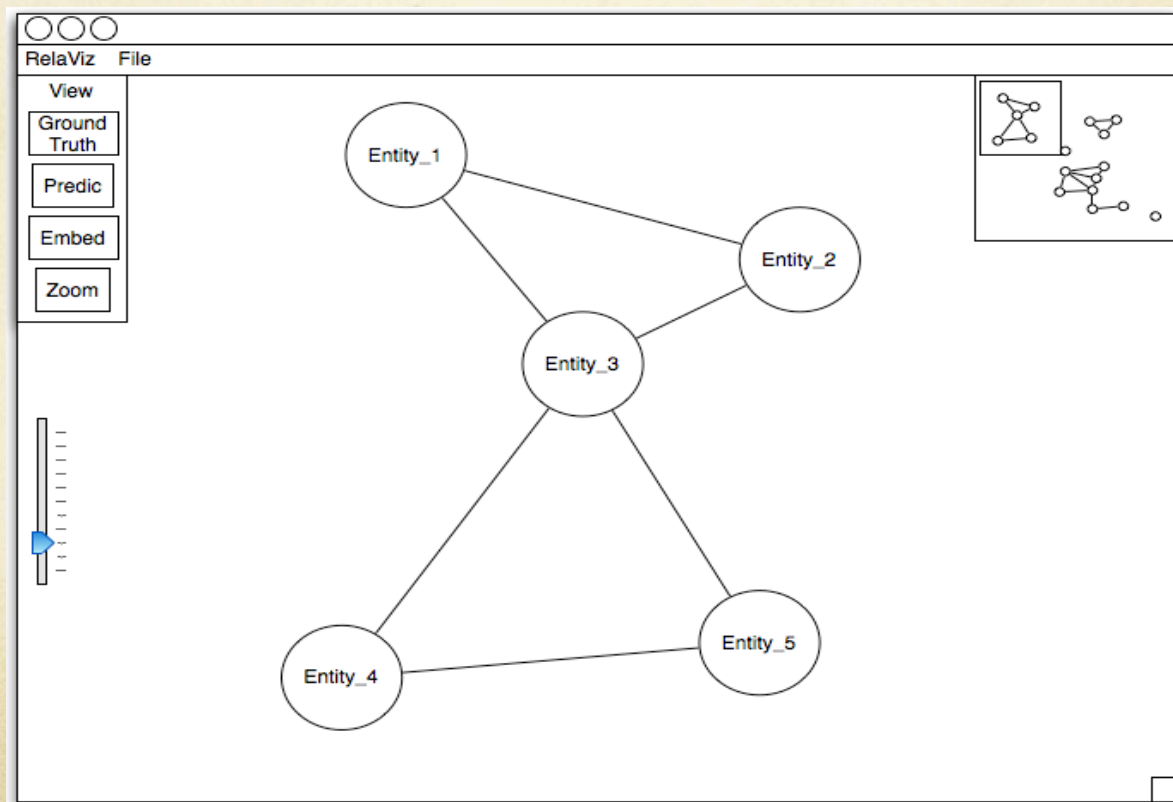 RelaViz File
View
Ground
Truth
Predic
Embed
Zoom
Entity_1
Entity_2
Entity_3
Entity_5
Entity_4